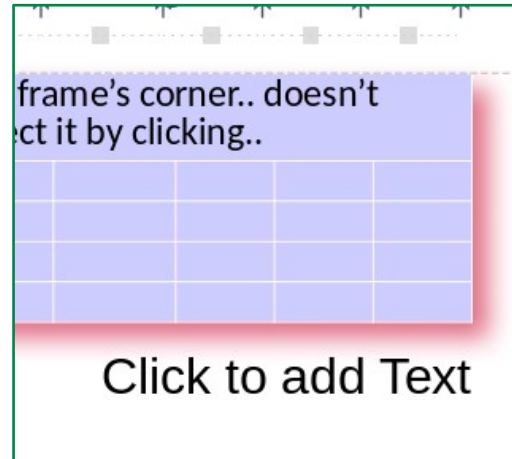 frame’s corner.. doesn’t
ct it by clicking..
Click to add Text